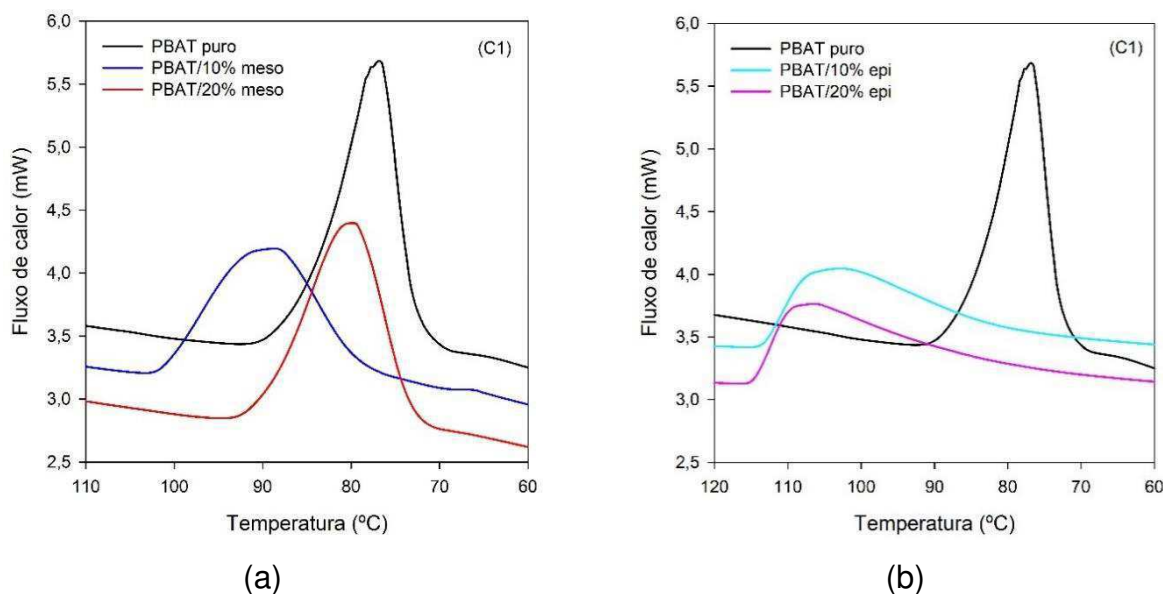 6,0
5,5
5,0
4,5
4,0
3,5
3,0
2,5
Fluxo de calor (mW)
PBAT puro
PBAT/10% meso
PBAT/20% meso
(C1)
110 100 90 80 70 60
Temperatura (ºC)
(a)
6,0
5,5
5,0
4,5
4,0
3,5
3,0
2,5
Fluxo de calor (mW)
PBAT puro
PBAT/10% epi
PBAT/20% epi
(C1)
120 110 100 90 80 70 60
Temperatura (ºC)
(b)